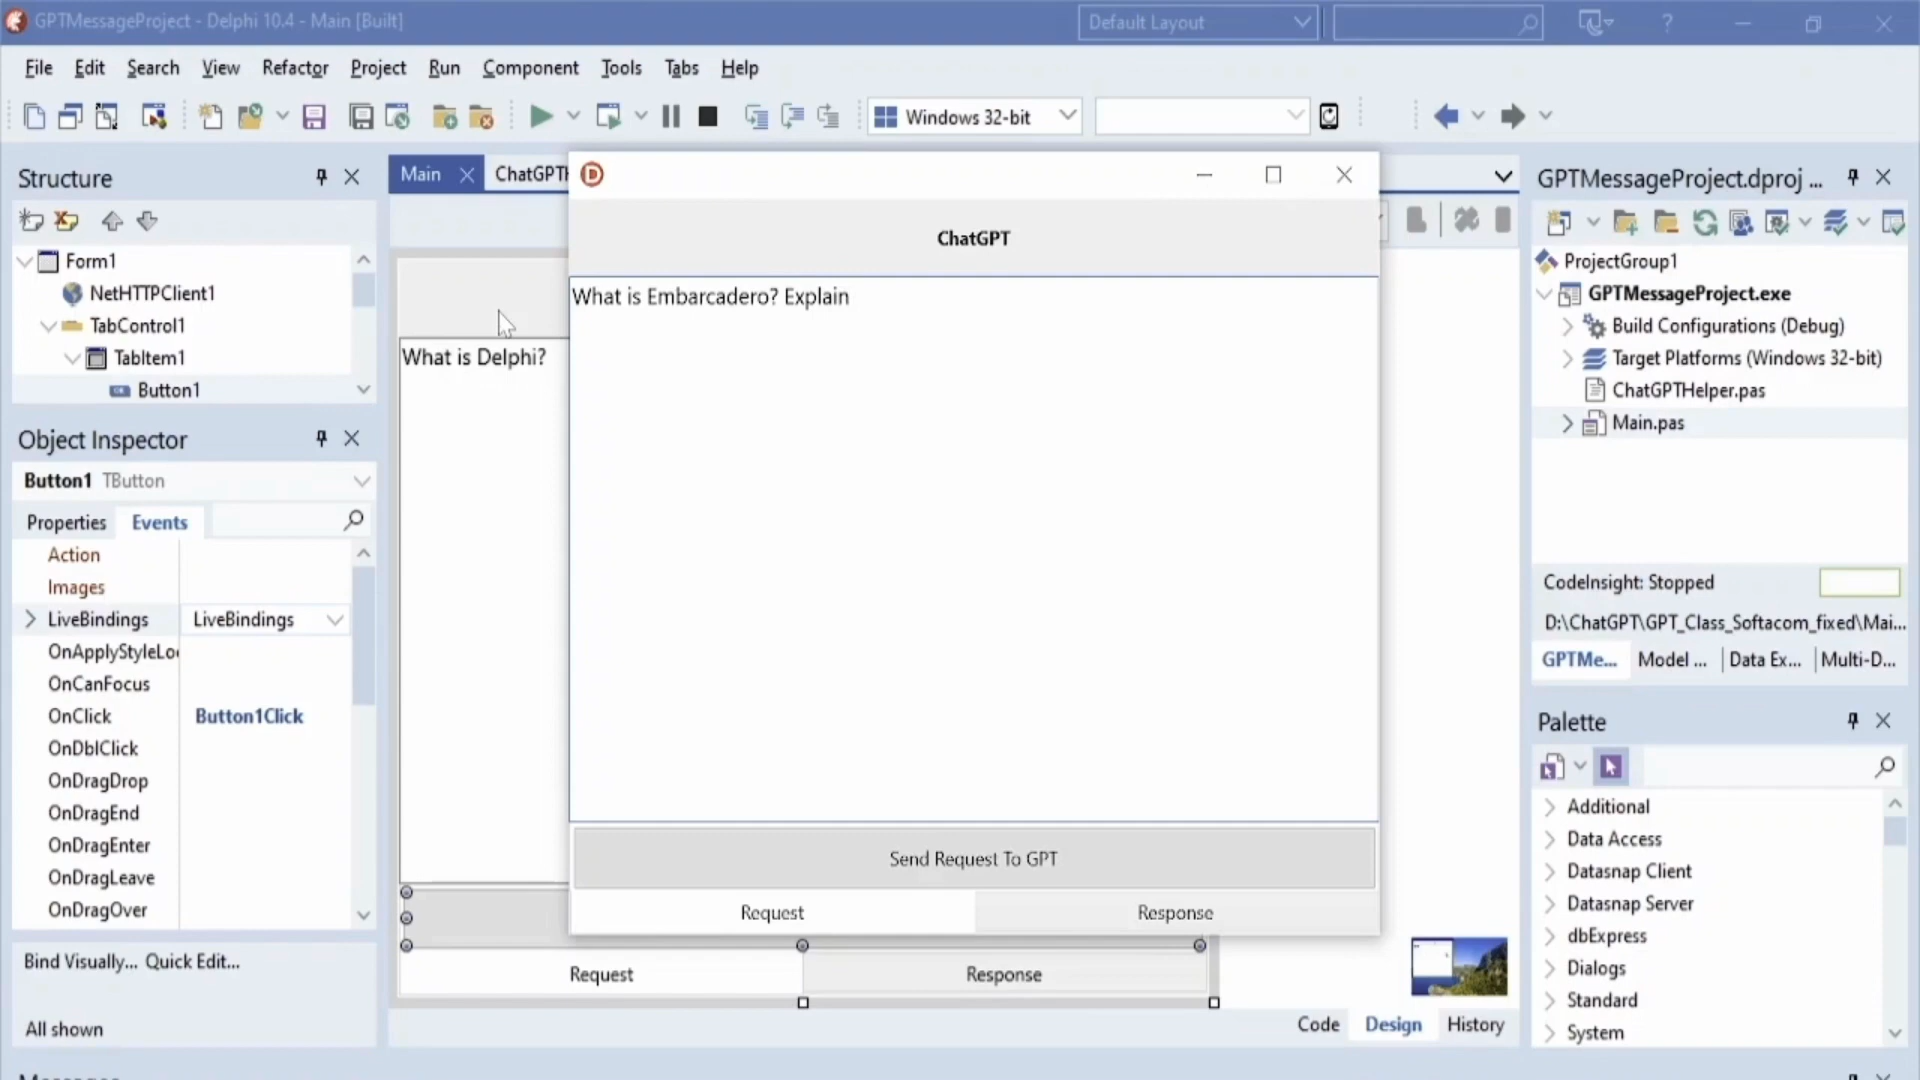 GPTMessageProject - Delphi 10.4 - Main [Built]
Default Layout
?
File Edit Search View Refactor Project Run Component Tools Tabs Help
Windows 32-bit
Structure
Form1
NetHTTPClient1
TabControl1
TabItem1
Button1
Object Inspector
Button1 TButton
Properties Events
Action
Images
LiveBindings LiveBindings
OnApplyStyleLoo
OnCanFocus
OnClick Button1Click
OnDblClick
OnDragDrop
OnDragEnd
OnDragEnter
OnDragLeave
OnDragOver
Bind Visually... Quick Edit...
All shown
Main ChatGPTH
What is Delphi?
Request Response
Code Design History
ChatGPT
What is Embarcadero? Explain
Send Request To GPT
Request Response
GPTMessageProject.dproj ...
ProjectGroup1
GPTMessageProject.exe
Build Configurations (Debug)
Target Platforms (Windows 32-bit)
ChatGPTHelper.pas
Main.pas
CodeInsight: Stopped
D:\ChatGPT\GPT_Class_Softacom_fixed\Mai...
GPTMe... Model ... Data Ex... Multi-D...
Palette
Additional
Data Access
Datasnap Client
Datasnap Server
dbExpress
Dialogs
Standard
System